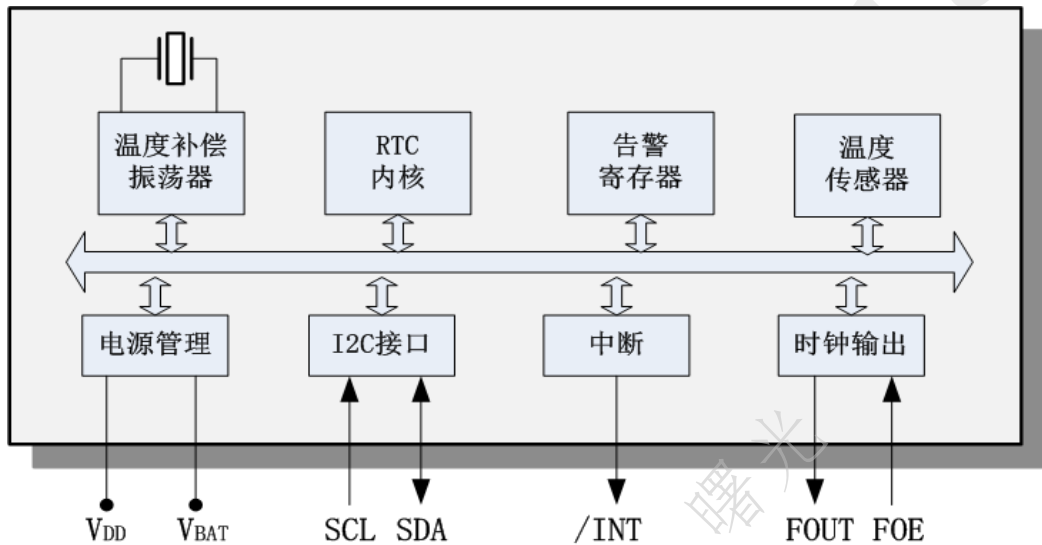 温度补偿
振荡器
RTC
内核
告警
寄存器
温度
传感器
电源管理
I2C接口
中断
时钟输出
VDD VBAT SCL SDA /INT FOUT FOE
曙光